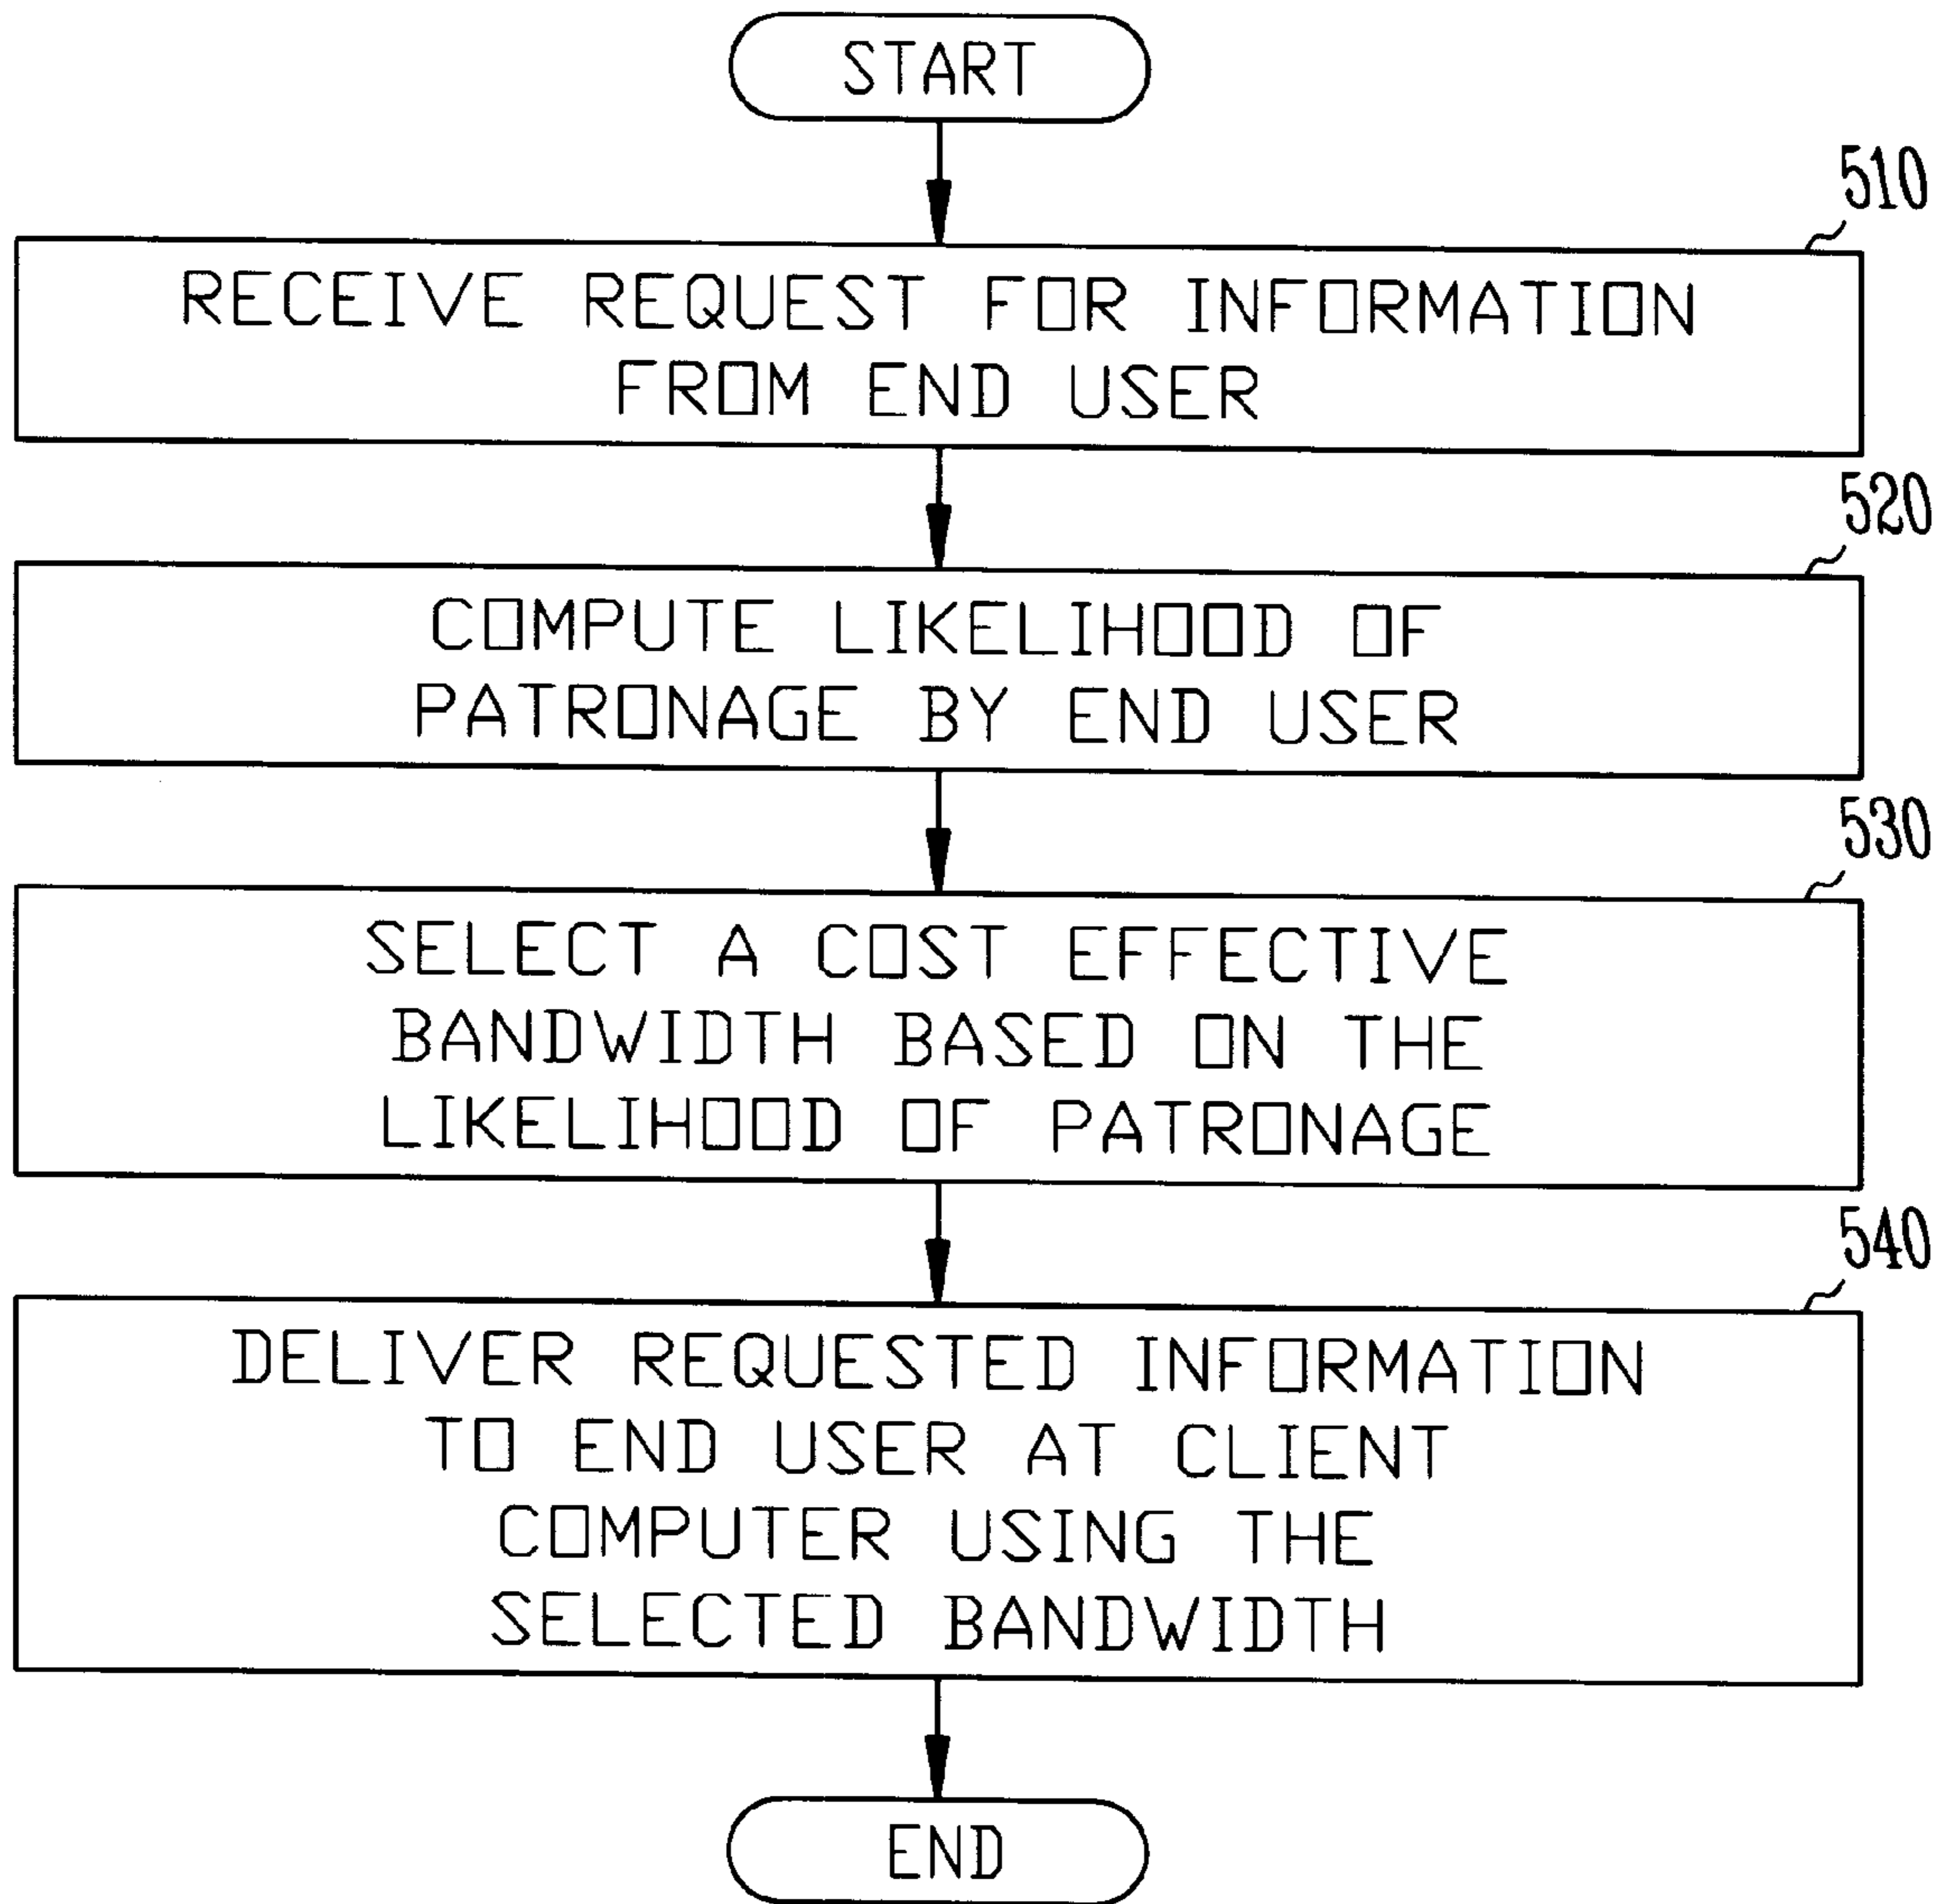 START
510
RECEIVE REQUEST FOR INFORMATION
FROM END USER
520
COMPUTE LIKELIHOOD OF
PATRONAGE BY END USER
530
SELECT A COST EFFECTIVE
BANDWIDTH BASED ON THE
LIKELIHOOD OF PATRONAGE
540
DELIVER REQUESTED INFORMATION
TO END USER AT CLIENT
COMPUTER USING THE
SELECTED BANDWIDTH
END